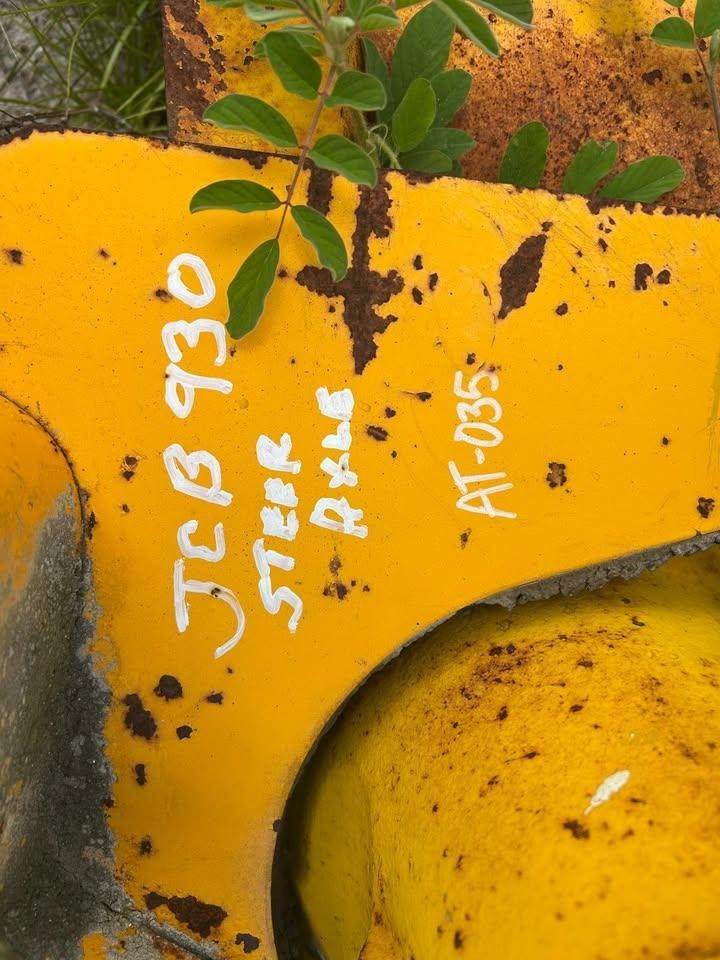 JCB 930
STEER
AXLE
AT-035